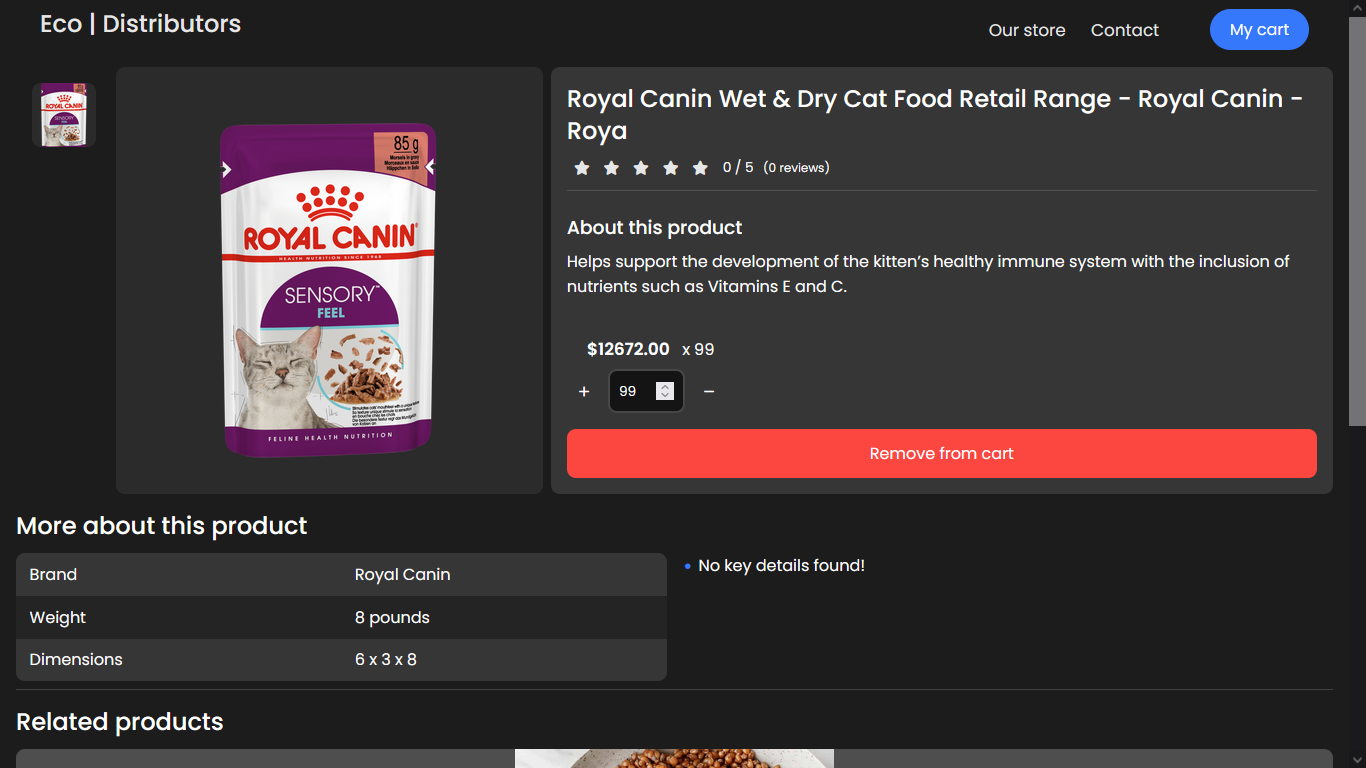 Eco | Distributors
Our store
Contact
My cart
ROYAL CANIN
SENSORY
85 g
ROYAL CANIN
HEALTH NUTRITION SINCE 1968
SENSORY™
FEEL
FELINE HEALTH NUTRITION
Royal Canin Wet & Dry Cat Food Retail Range - Royal Canin -
Roya
0 / 5 (0 reviews)
About this product
Helps support the development of the kitten’s healthy immune system with the inclusion of
nutrients such as Vitamins E and C.
$12672.00 x 99
+ 99 −
Remove from cart
More about this product
Brand Royal Canin
Weight 8 pounds
Dimensions 6 x 3 x 8
No key details found!
Related products